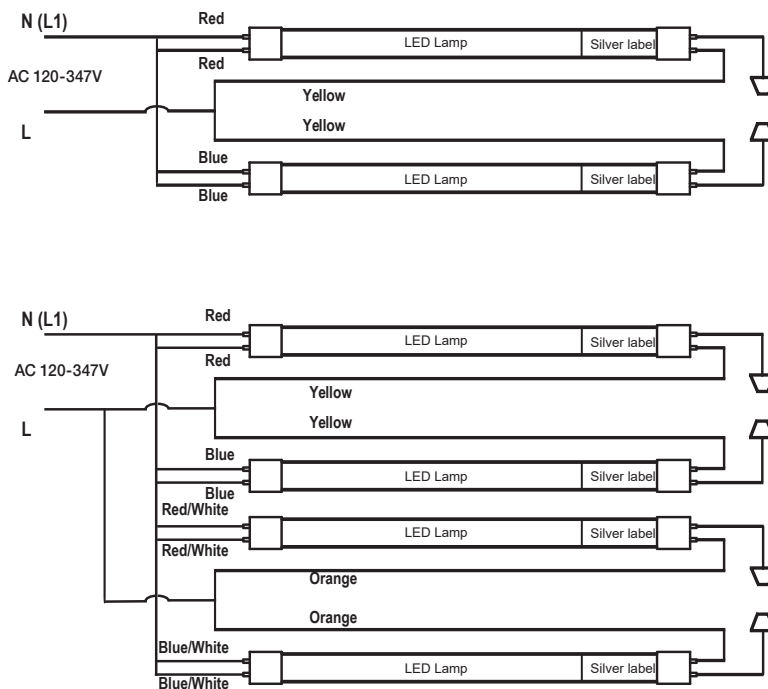 N (L1)
Red
LED Lamp
Silver label
Red
AC 120-347V
Yellow
Yellow
L
Blue
LED Lamp
Silver label
Blue
N (L1)
Red
LED Lamp
Silver label
Red
AC 120-347V
Yellow
Yellow
L
Blue
LED Lamp
Silver label
Blue
Red/White
LED Lamp
Silver label
Red/White
Orange
Orange
Blue/White
LED Lamp
Silver label
Blue/White